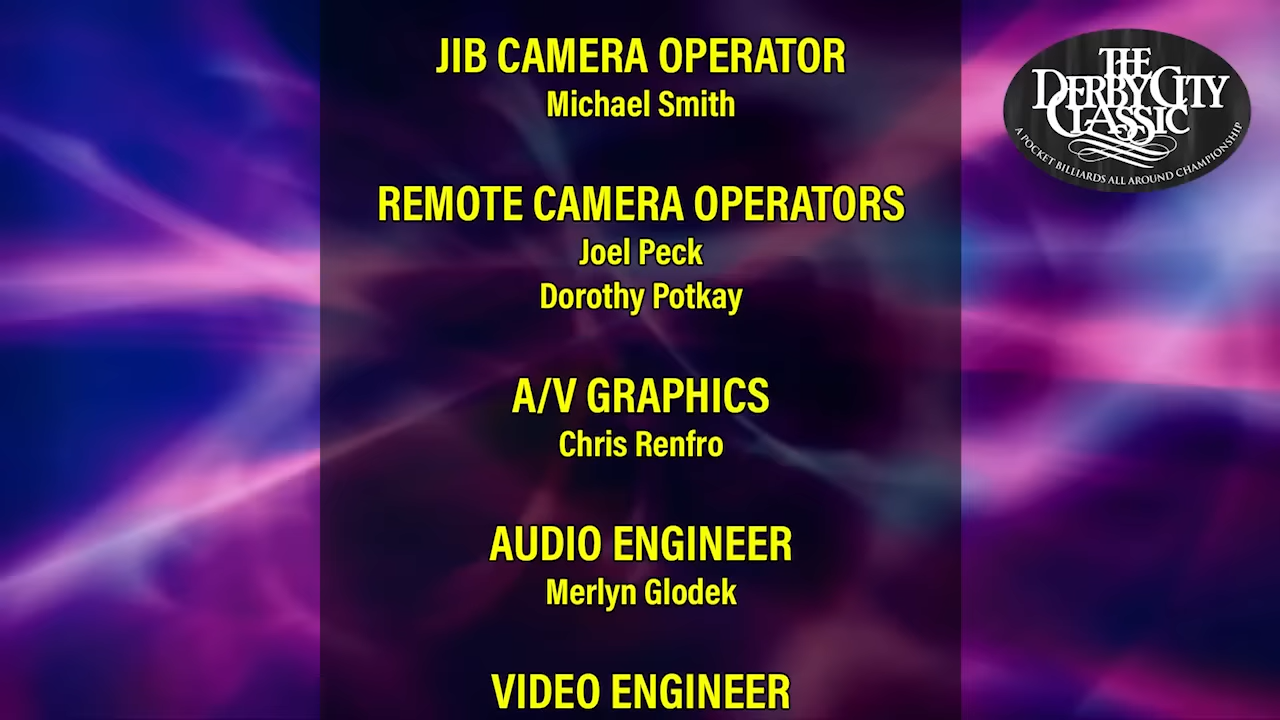 JIB CAMERA OPERATOR
Michael Smith
REMOTE CAMERA OPERATORS
Joel Peck
Dorothy Potkay
A/V GRAPHICS
Chris Renfro
AUDIO ENGINEER
Merlyn Glodek
VIDEO ENGINEER
THE
DERBY CITY
CLASSIC
A POCKET BILLIARDS ALL AROUND CHAMPIONSHIP